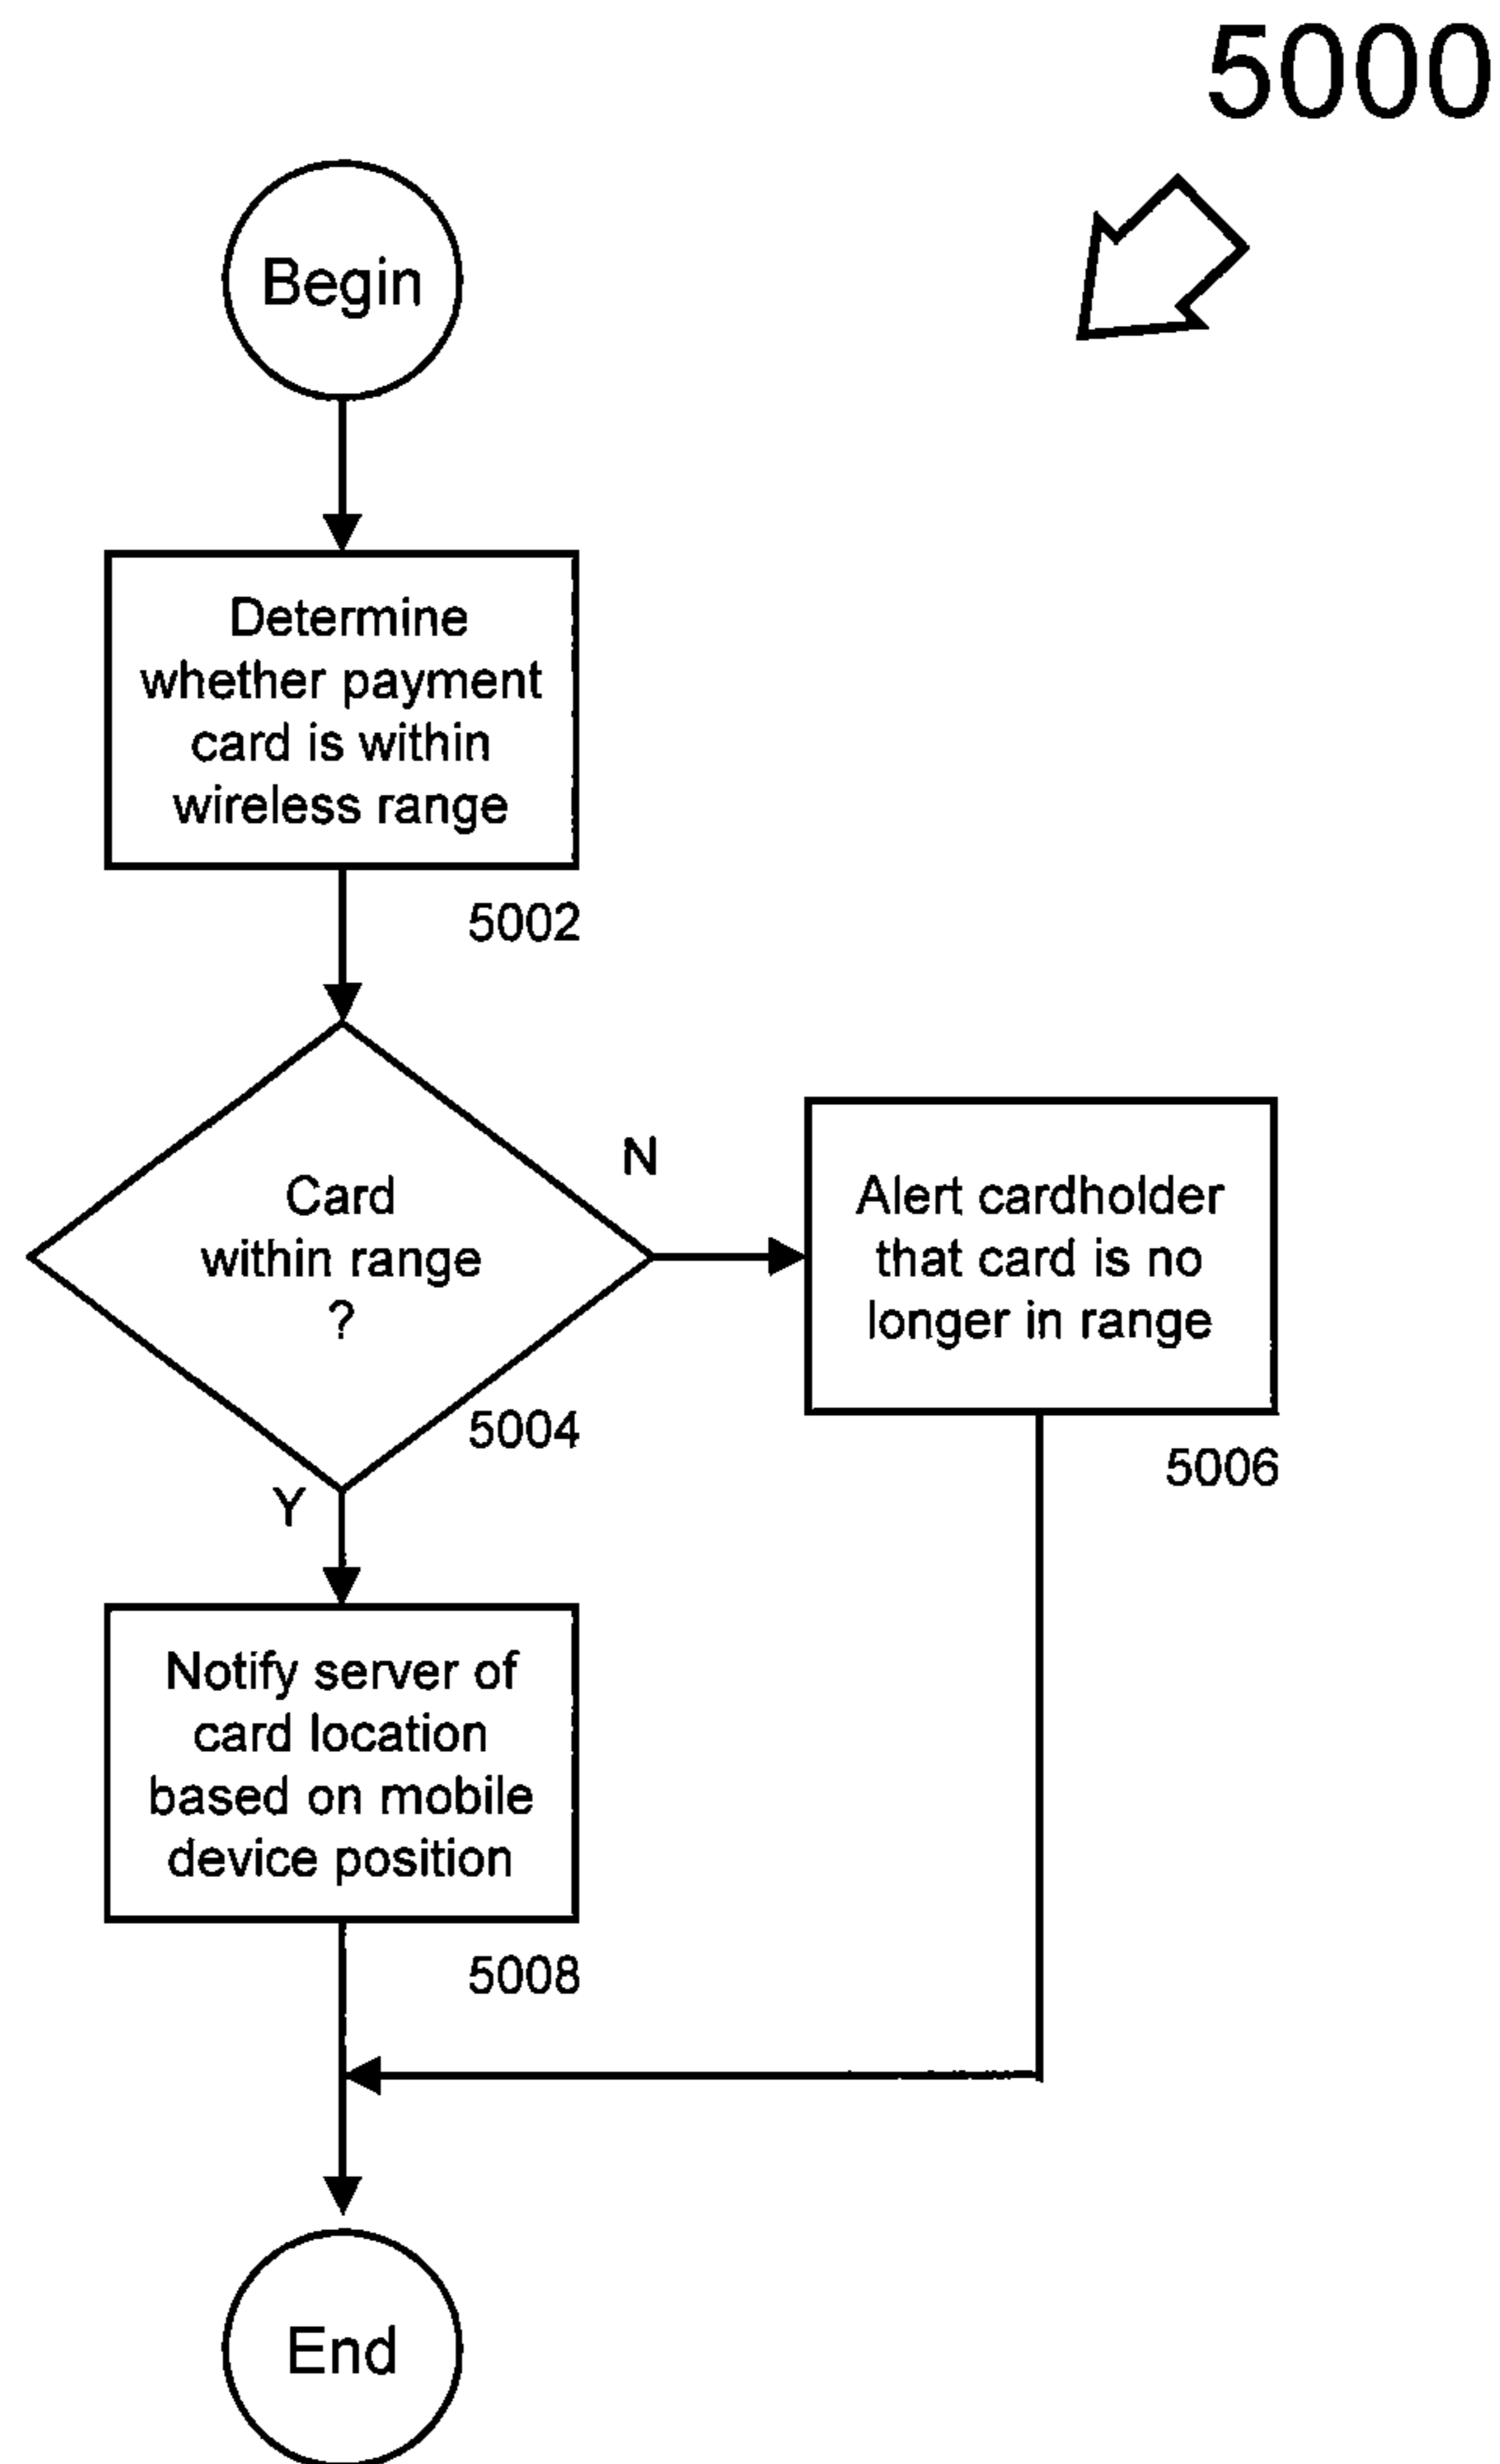 5000
Begin
Determine
whether payment
card is within
wireless range
5002
Card
within range
?
N
5004
Y
Alert cardholder
that card is no
longer in range
5006
Notify server of
card location
based on mobile
device position
5008
End